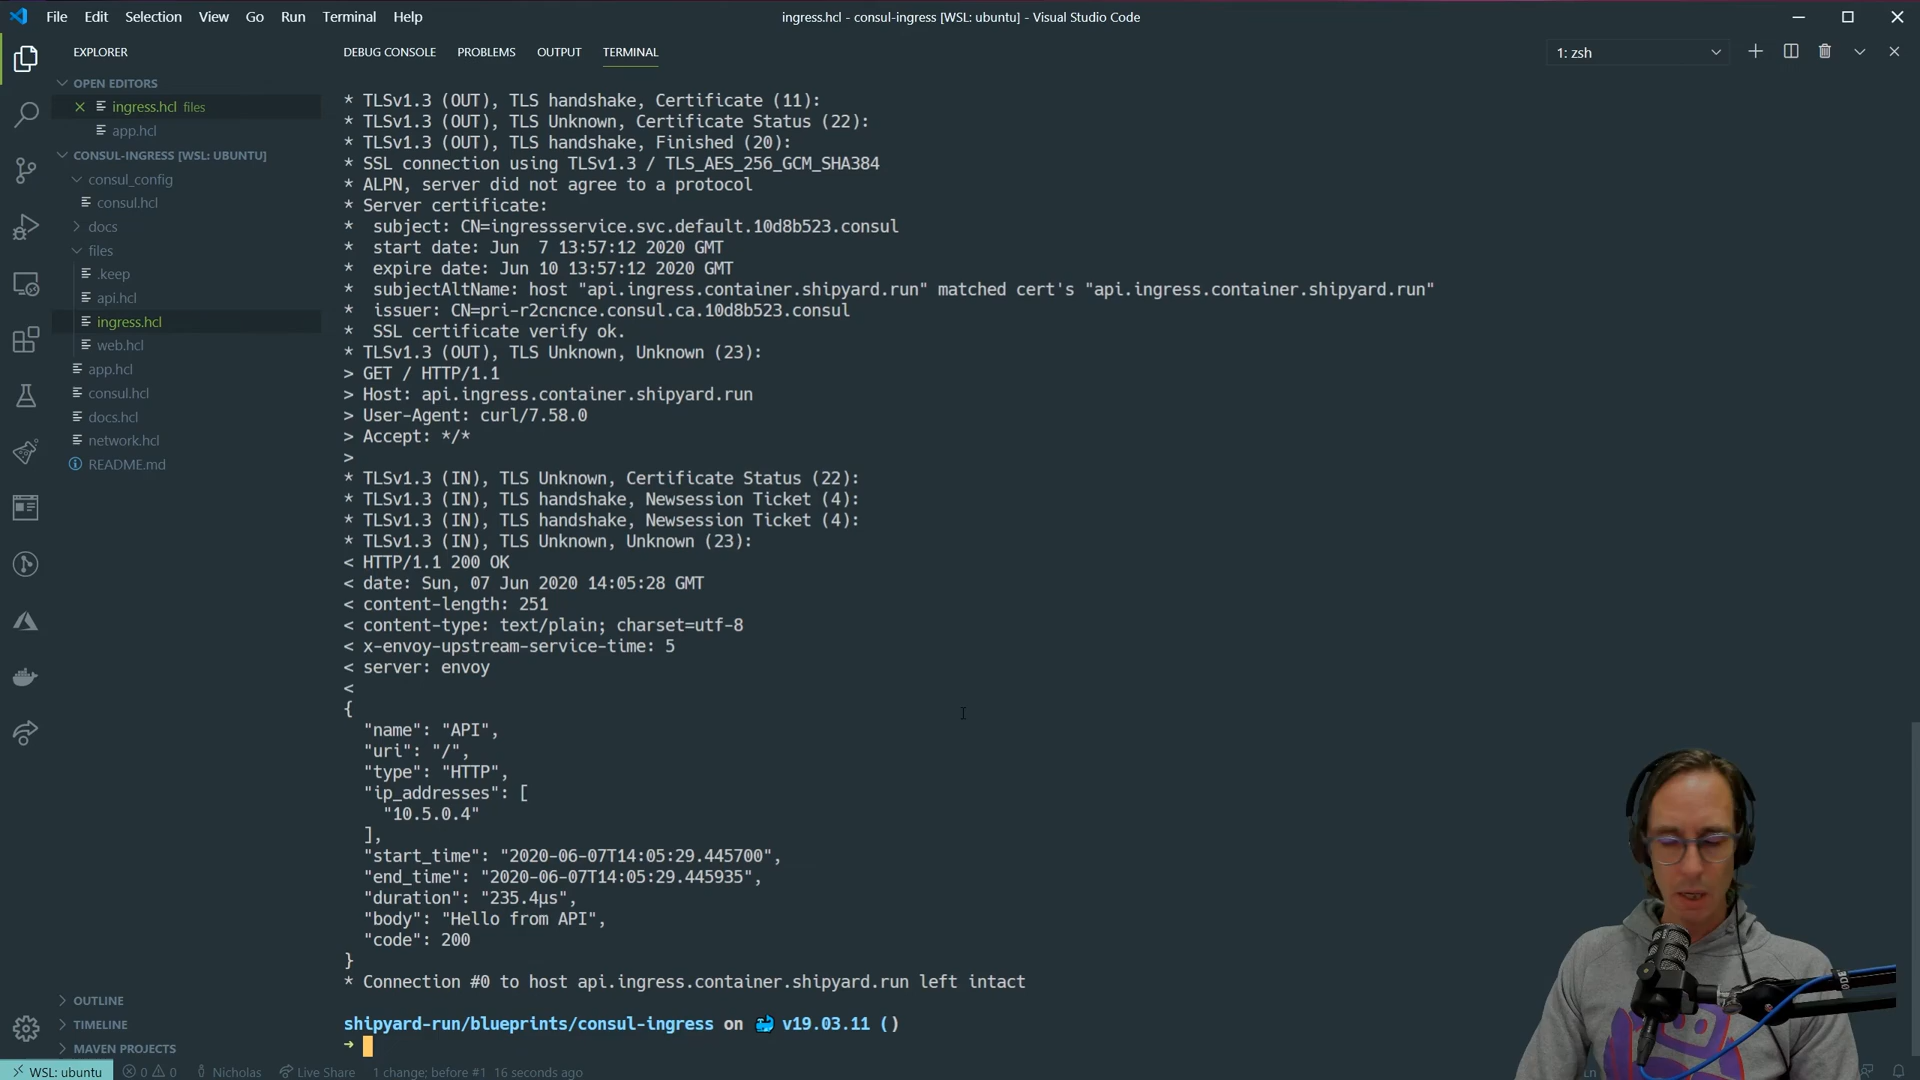 File Edit Selection View Go Run Terminal Help
ingress.hcl - consul-ingress [WSL: ubuntu] - Visual Studio Code
EXPLORER
OPEN EDITORS
ingress.hcl files
app.hcl
CONSUL-INGRESS [WSL: UBUNTU]
consul_config
consul.hcl
docs
files
.keep
api.hcl
ingress.hcl
web.hcl
app.hcl
consul.hcl
docs.hcl
network.hcl
README.md
OUTLINE
TIMELINE
MAVEN PROJECTS
DEBUG CONSOLE PROBLEMS OUTPUT TERMINAL
1: zsh
* TLSv1.3 (OUT), TLS handshake, Certificate (11):
* TLSv1.3 (OUT), TLS Unknown, Certificate Status (22):
* TLSv1.3 (OUT), TLS handshake, Finished (20):
* SSL connection using TLSv1.3 / TLS_AES_256_GCM_SHA384
* ALPN, server did not agree to a protocol
* Server certificate:
*  subject: CN=ingressservice.svc.default.10d8b523.consul
*  start date: Jun  7 13:57:12 2020 GMT
*  expire date: Jun 10 13:57:12 2020 GMT
*  subjectAltName: host "api.ingress.container.shipyard.run" matched cert's "api.ingress.container.shipyard.run"
*  issuer: CN=pri-r2cncnce.consul.ca.10d8b523.consul
*  SSL certificate verify ok.
* TLSv1.3 (OUT), TLS Unknown, Unknown (23):
> GET / HTTP/1.1
> Host: api.ingress.container.shipyard.run
> User-Agent: curl/7.58.0
> Accept: */*
>
* TLSv1.3 (IN), TLS Unknown, Certificate Status (22):
* TLSv1.3 (IN), TLS handshake, Newsession Ticket (4):
* TLSv1.3 (IN), TLS handshake, Newsession Ticket (4):
* TLSv1.3 (IN), TLS Unknown, Unknown (23):
< HTTP/1.1 200 OK
< date: Sun, 07 Jun 2020 14:05:28 GMT
< content-length: 251
< content-type: text/plain; charset=utf-8
< x-envoy-upstream-service-time: 5
< server: envoy
<
{
  "name": "API",
  "uri": "/",
  "type": "HTTP",
  "ip_addresses": [
    "10.5.0.4"
  ],
  "start_time": "2020-06-07T14:05:29.445700",
  "end_time": "2020-06-07T14:05:29.445935",
  "duration": "235.4µs",
  "body": "Hello from API",
  "code": 200
}
* Connection #0 to host api.ingress.container.shipyard.run left intact
shipyard-run/blueprints/consul-ingress on 🐳 v19.03.11 ()
➜
WSL: ubuntu 0 0 Nicholas Live Share 1 change; before #1 16 seconds ago